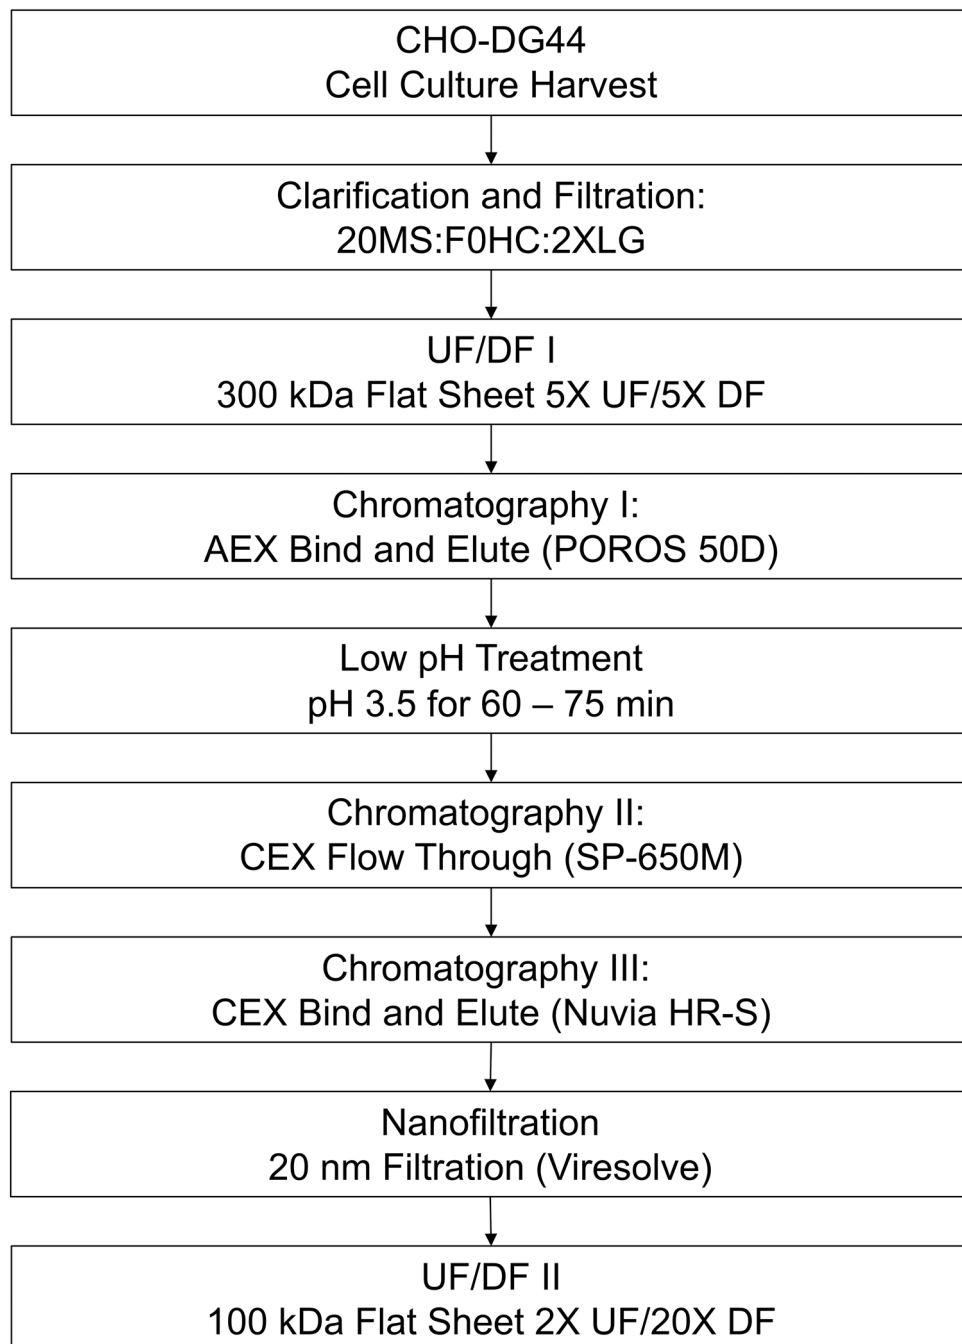 CHO-DG44
Cell Culture Harvest
Clarification and Filtration:
20MS:F0HC:2XLG
UF/DF I
300 kDa Flat Sheet 5X UF/5X DF
Chromatography I:
AEX Bind and Elute (POROS 50D)
Low pH Treatment
pH 3.5 for 60 – 75 min
Chromatography II:
CEX Flow Through (SP-650M)
Chromatography III:
CEX Bind and Elute (Nuvia HR-S)
Nanofiltration
20 nm Filtration (Viresolve)
UF/DF II
100 kDa Flat Sheet 2X UF/20X DF